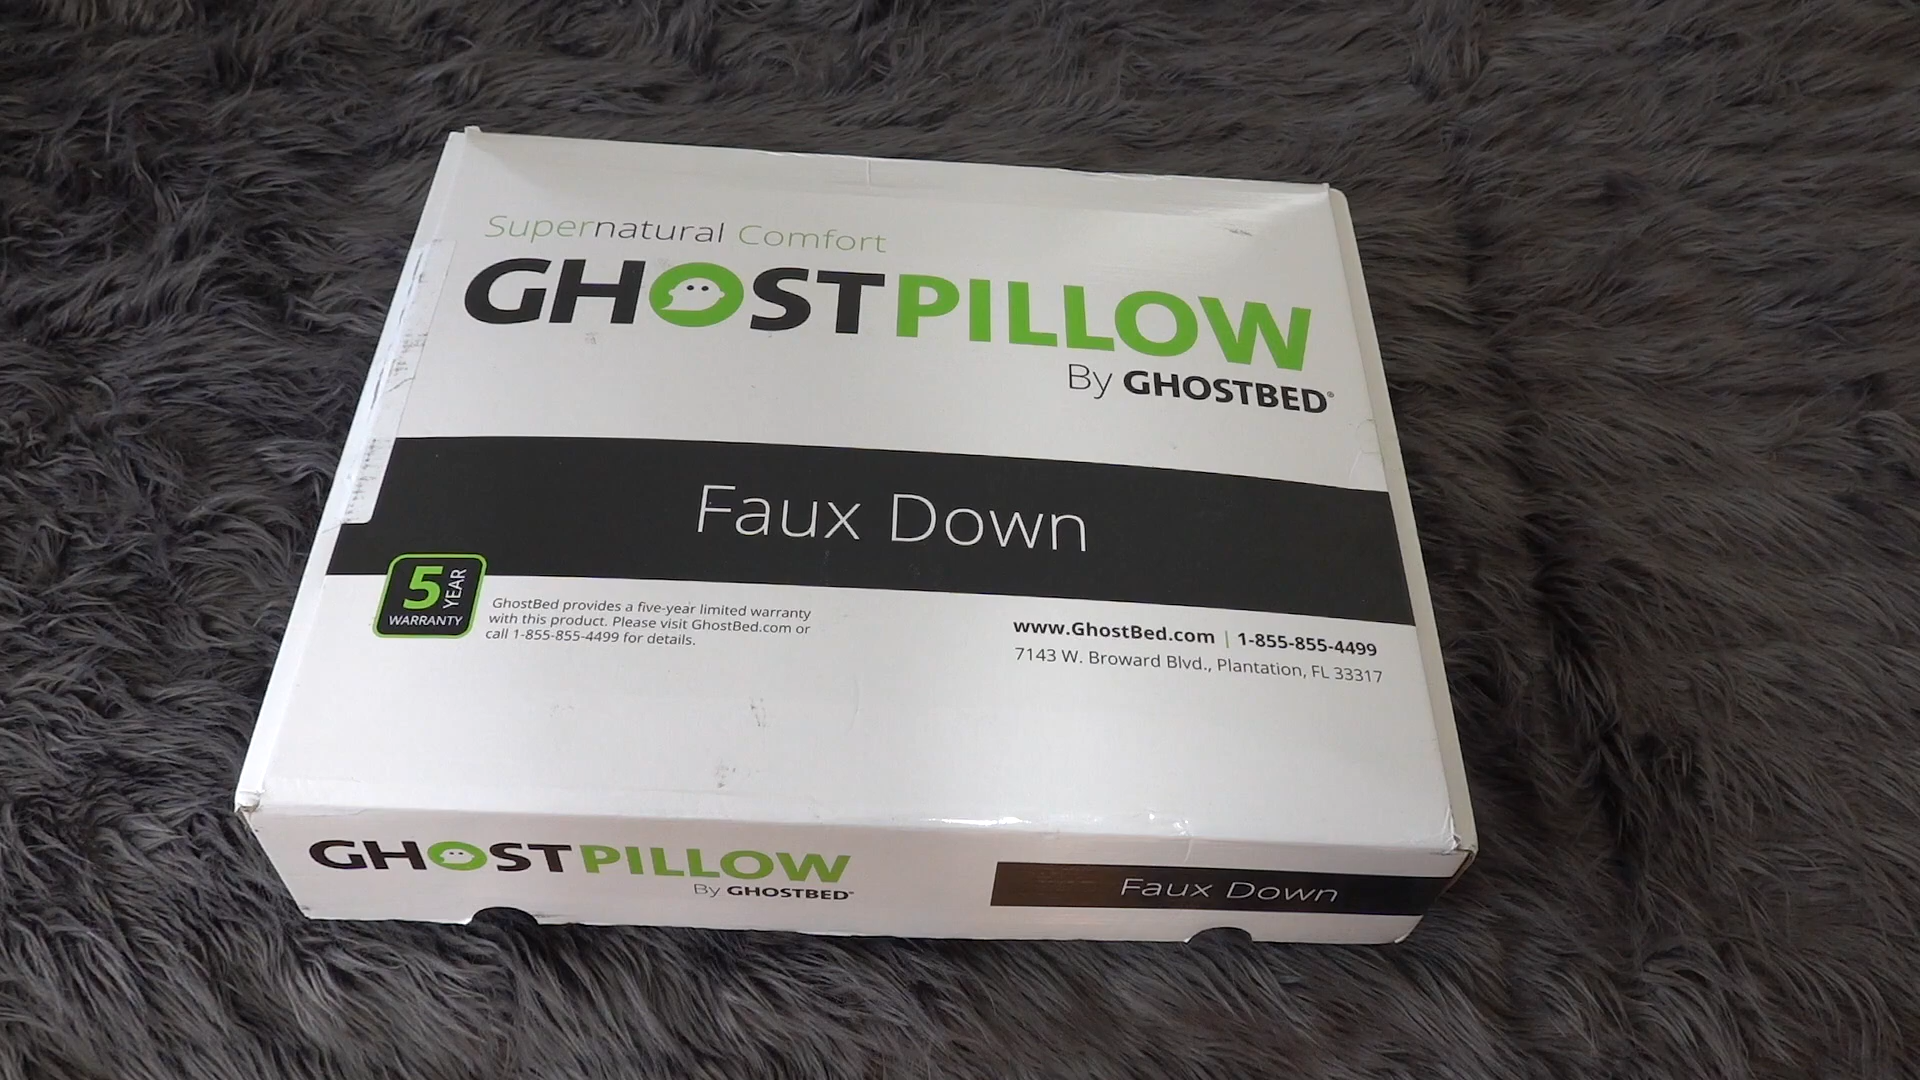 Supernatural Comfort
GHOSTPILLOW
By GHOSTBED®
Faux Down
5 YEAR
WARRANTY
GhostBed provides a five-year limited warranty
with this product. Please visit GhostBed.com or
call 1-855-855-4499 for details.
www.GhostBed.com | 1-855-855-4499
7143 W. Broward Blvd., Plantation, FL 33317
GHOSTPILLOW
By GHOSTBED
Faux Down